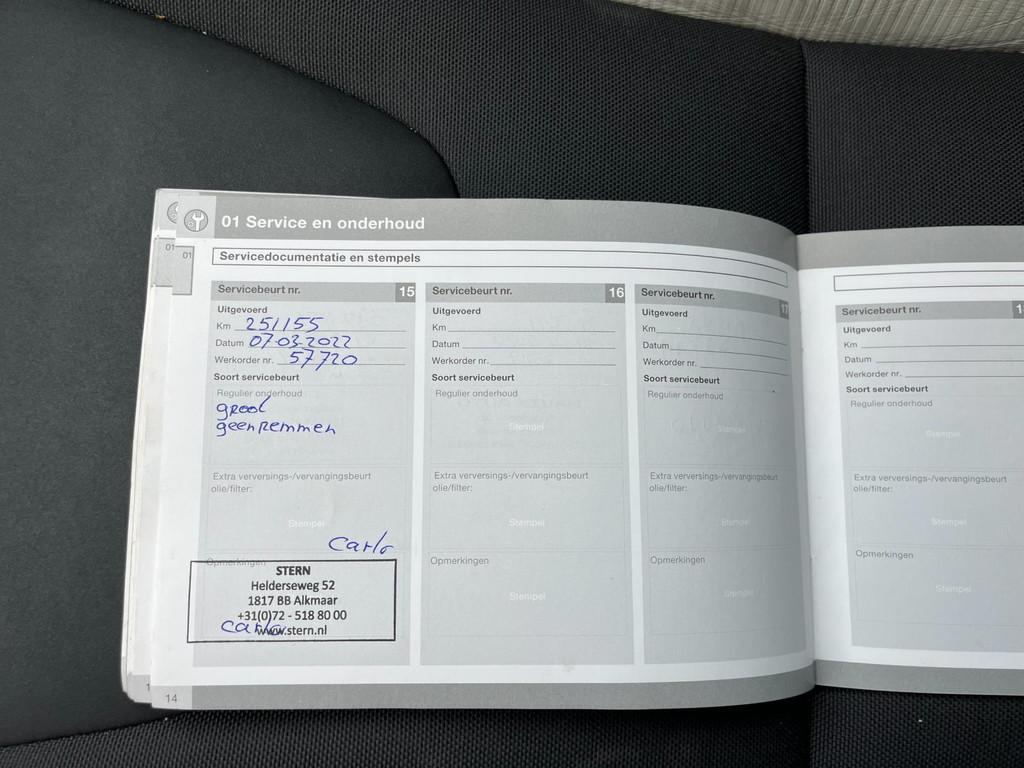 01 Service en onderhoud
01
01
Servicedocumentatie en stempels
Servicebeurt nr. 15
Uitgevoerd
Km 251155
Datum 07-03-2022
Werkorder nr. 57720
Soort servicebeurt
Regulier onderhoud
groot
geen remmen
Extra verversings-/vervangingsbeurt
olie/filter:
Stempel
Carlo
Opmerkingen
STERN
Helderseweg 52
1817 BB Alkmaar
+31(0)72 - 518 80 00
www.stern.nl
Carlo
Servicebeurt nr. 16
Uitgevoerd
Km
Datum
Werkorder nr.
Soort servicebeurt
Regulier onderhoud
Stempel
Extra verversings-/vervangingsbeurt
olie/filter:
Stempel
Opmerkingen
Stempel
Servicebeurt nr. 17
Uitgevoerd
Km
Datum
Werkorder nr.
Soort servicebeurt
Regulier onderhoud
Stempel
Extra verversings-/vervangingsbeurt
olie/filter:
Stempel
Opmerkingen
Stempel
14
Servicebeurt nr.
Uitgevoerd
Km
Datum
Werkorder nr.
Soort servicebeurt
Regulier onderhoud
Stempel
Extra verversings-/vervangingsbeurt
olie/filter:
Stempel
Opmerkingen
Stempel